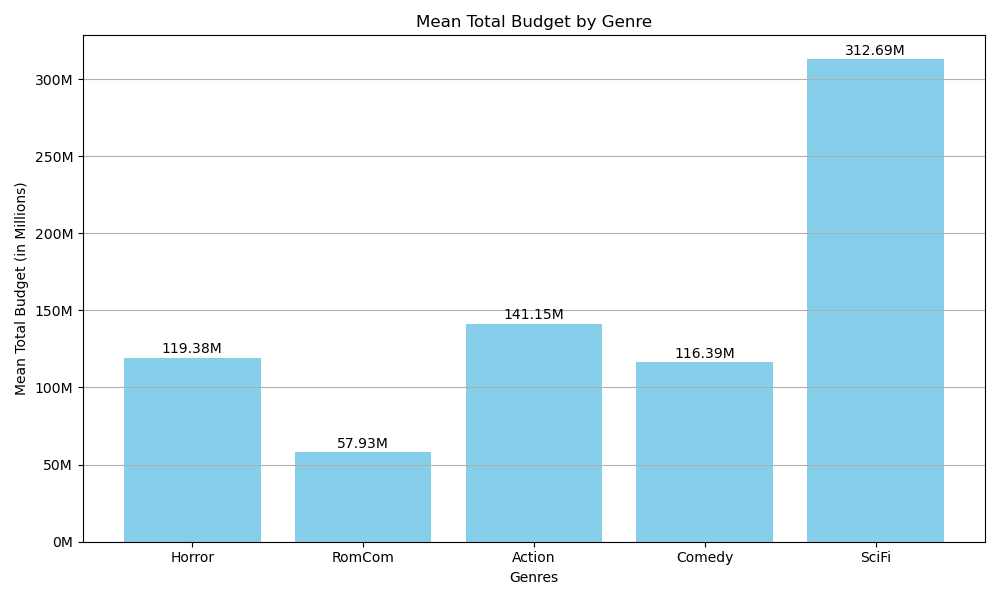 Mean Total Budget by Genre
Mean Total Budget (in Millions)
300M
250M
200M
150M
100M
50M
0M
119.38M
57.93M
141.15M
116.39M
312.69M
Horror
RomCom
Action
Comedy
SciFi
Genres